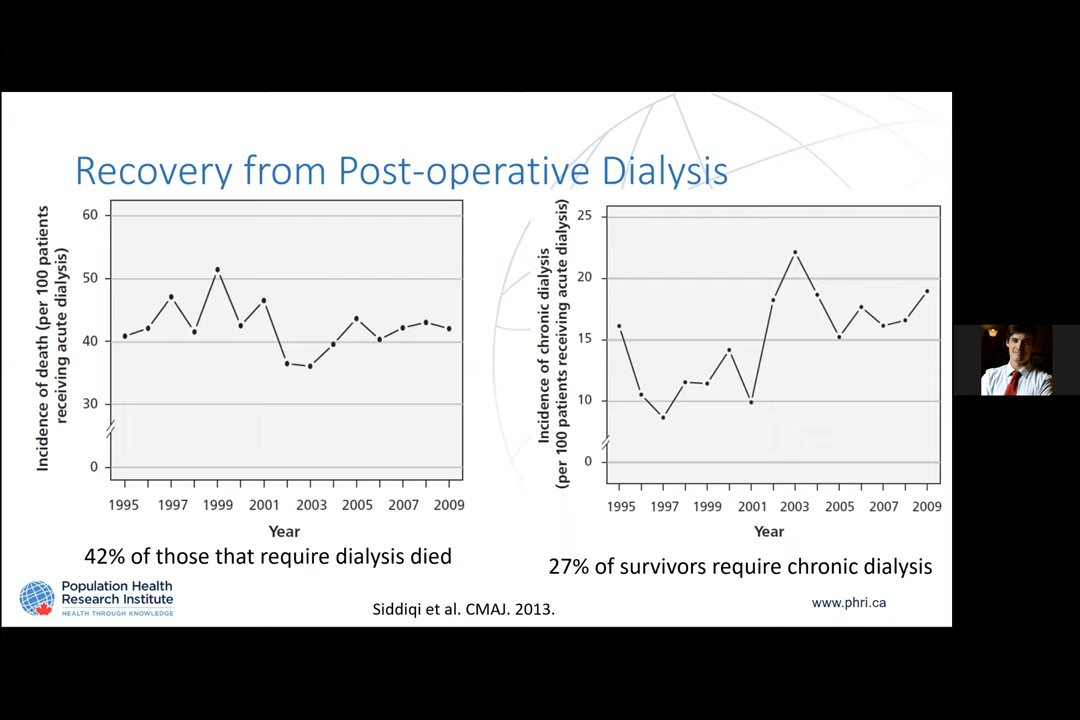 Recovery from Post-operative Dialysis
Incidence of death (per 100 patients
receiving acute dialysis)
60
50
40
30
0
1995 1997 1999 2001 2003 2005 2007 2009
Year
42% of those that require dialysis died
Incidence of chronic dialysis
(per 100 patients receiving acute dialysis)
25
20
15
10
0
1995 1997 1999 2001 2003 2005 2007 2009
Year
27% of survivors require chronic dialysis
Population Health
Research Institute
HEALTH THROUGH KNOWLEDGE
Siddiqi et al. CMAJ. 2013.
www.phri.ca